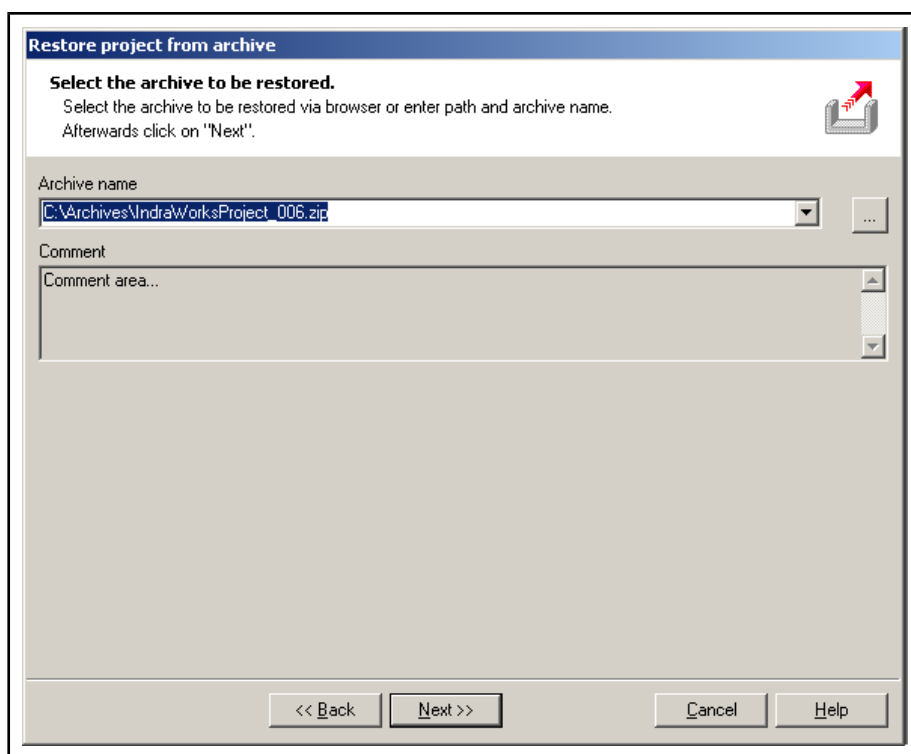 Restore project from archive
Select the archive to be restored.
Select the archive to be restored via browser or enter path and archive name.
Afterwards click on "Next".
Archive name
C:\Archives\IndraWorksProject_006.zip
...
Comment
Comment area...
<< Back Next >> Cancel Help